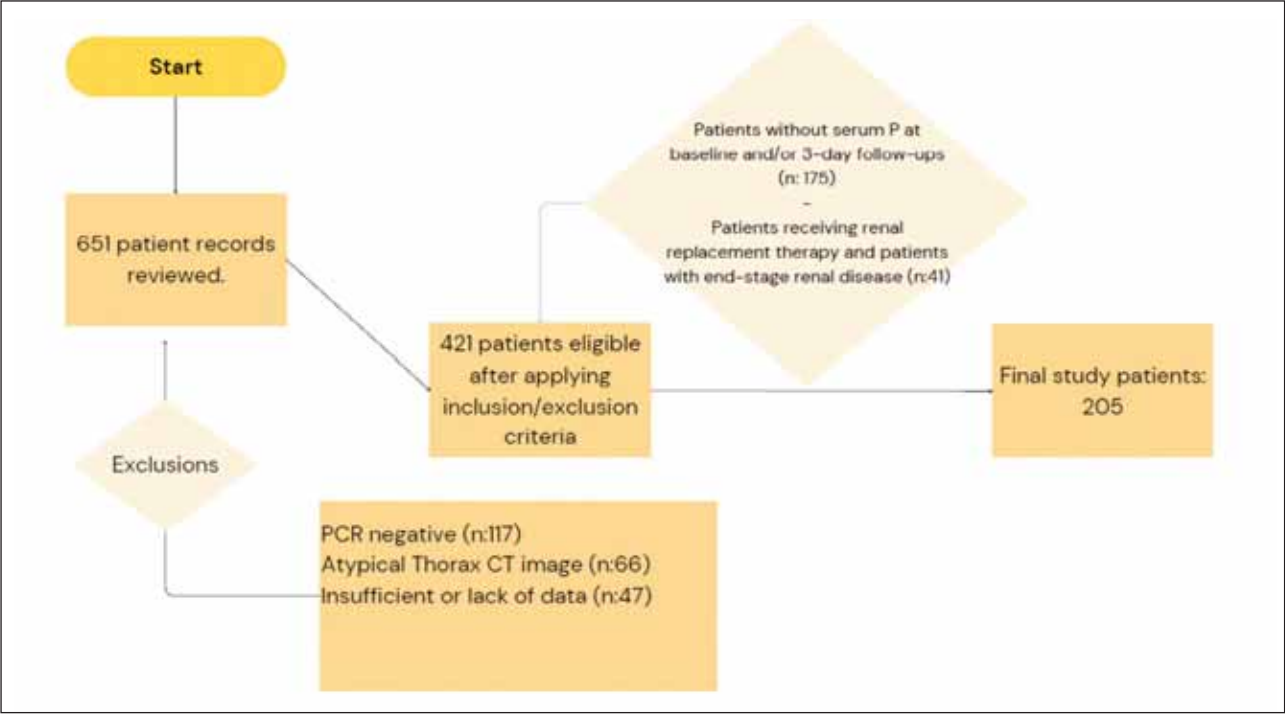 Start
651 patient records
reviewed.
Patients without serum P at
baseline and/or 3-day follow-ups
(n: 175)
-
Patients receiving renal
replacement therapy and patients
with end-stage renal disease (n:41)
421 patients eligible
after applying
inclusion/exclusion
criteria
Final study patients:
205
Exclusions
PCR negative (n:117)
Atypical Thorax CT image (n:66)
Insufficient or lack of data (n:47)